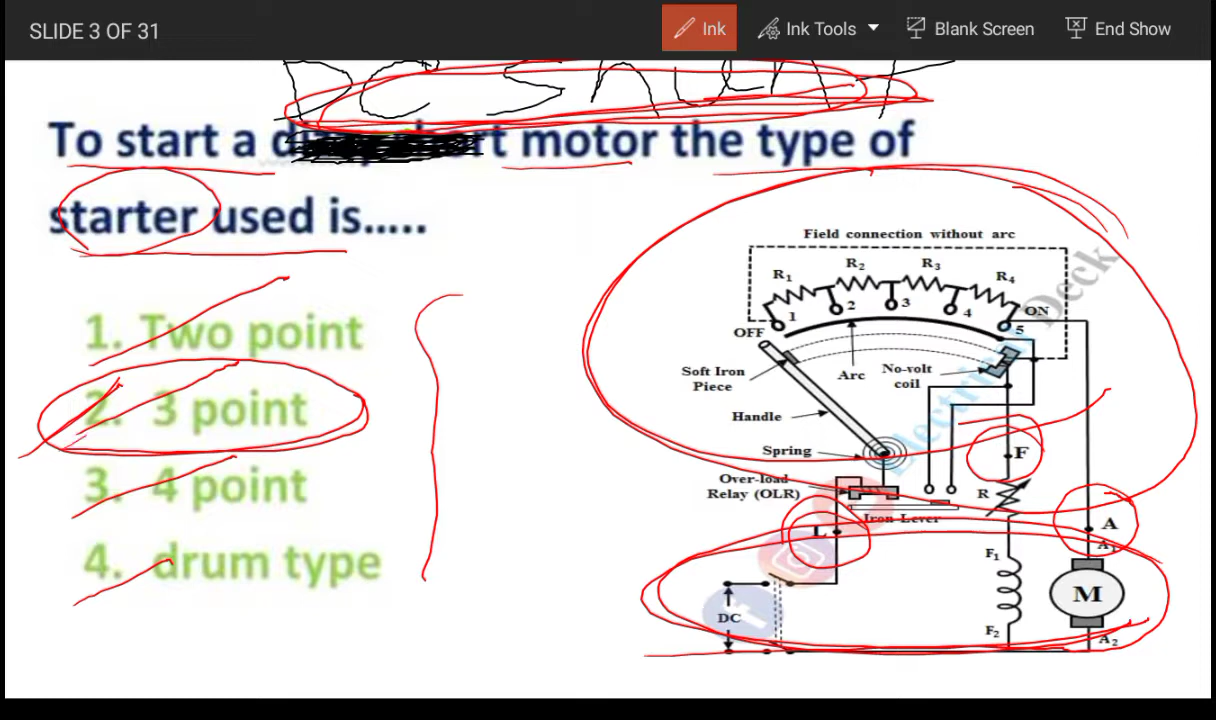 SLIDE 3 OF 31
Ink
Ink Tools
Blank Screen
End Show
DC Shunt
To start a motor the type of
starter used is.....
1. Two point
2. 3 point
3. 4 point
4. drum type
Field connection without arc
R1 R2 R3 R4
1 2 3 4 5
OFF
ON
Soft Iron
Piece
Arc
No-volt
coil
Handle
Spring
Over-load
Relay (OLR)
Iron Lever
F
R
L
A
A1
F1
M
DC
F2
A2
Electrical Deck